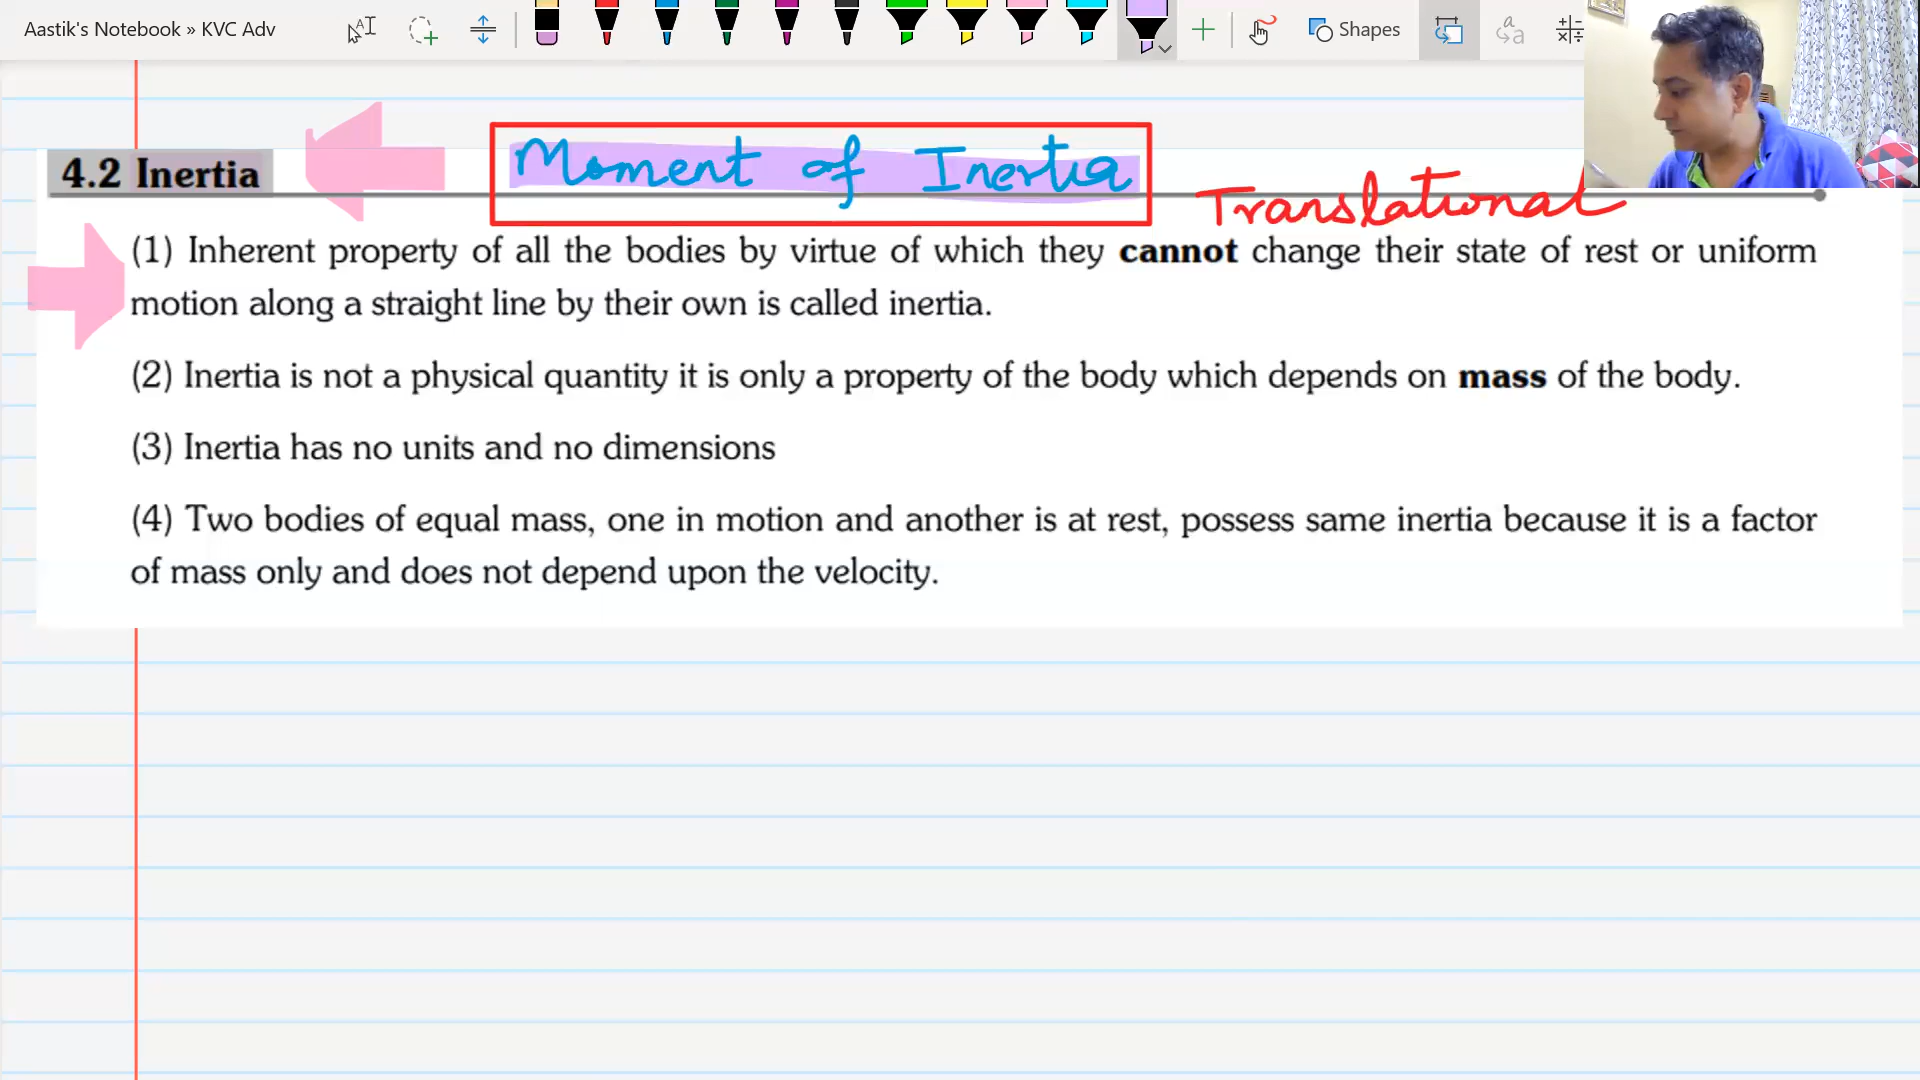 Aastik's Notebook » KVC Adv
Shapes
4.2 Inertia
Moment of Inertia
Translational
(1) Inherent property of all the bodies by virtue of which they cannot change their state of rest or uniform
motion along a straight line by their own is called inertia.
(2) Inertia is not a physical quantity it is only a property of the body which depends on mass of the body.
(3) Inertia has no units and no dimensions
(4) Two bodies of equal mass, one in motion and another is at rest, possess same inertia because it is a factor
of mass only and does not depend upon the velocity.